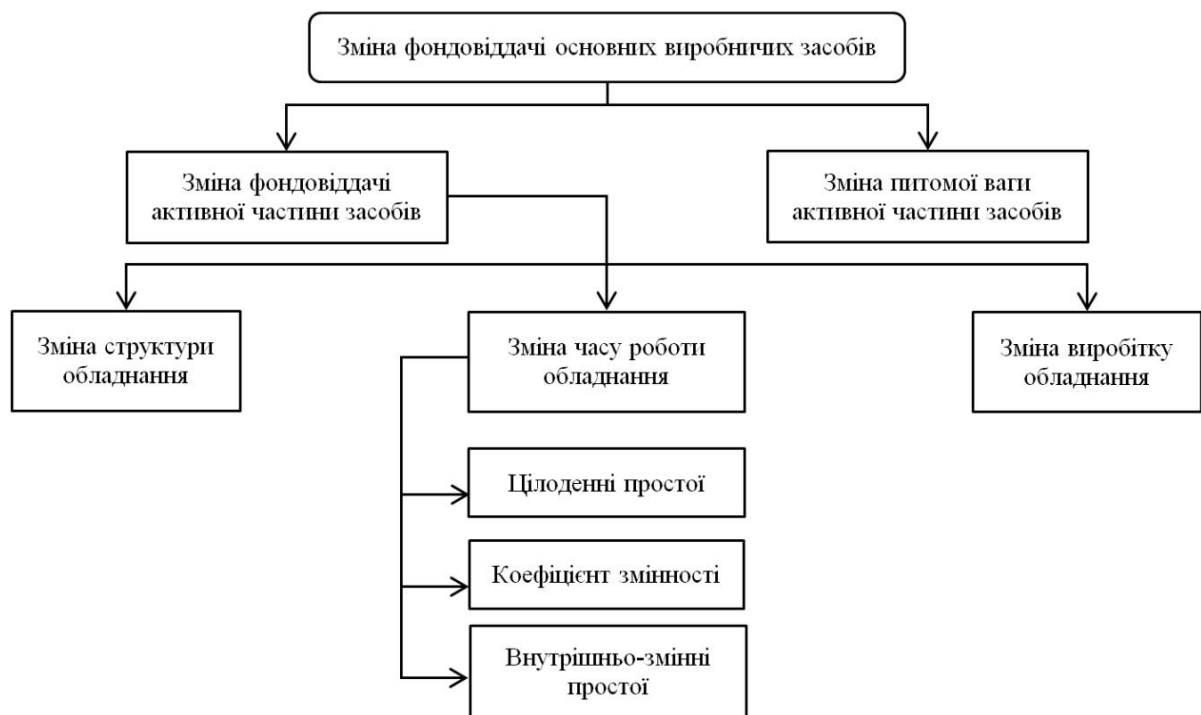 Зміна фондовіддачі основних виробничих засобів
Зміна фондовіддачі
активної частини засобів
Зміна питомої ваги
активної частини засобів
Зміна структури
обладнання
Зміна часу роботи
обладнання
Зміна виробітку
обладнання
Цілоденні простої
Коефіцієнт змінності
Внутрішньо-змінні
простої